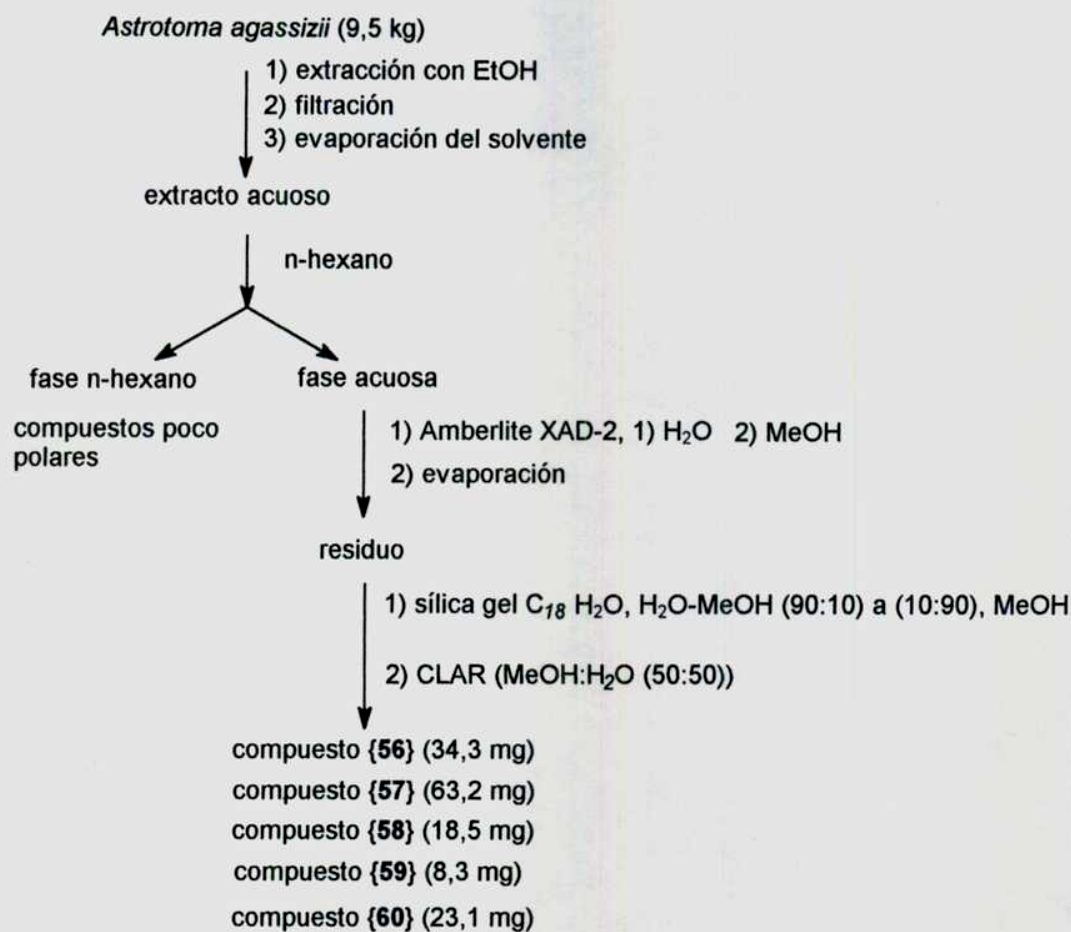 Astrotoma agassizii (9,5 kg)
1) extracción con EtOH
2) filtración
3) evaporación del solvente
extracto acuoso
n-hexano
fase n-hexano
compuestos poco
polares
fase acuosa
1) Amberlite XAD-2, 1) H₂O 2) MeOH
2) evaporación
residuo
1) sílica gel C₁₈ H₂O, H₂O-MeOH (90:10) a (10:90), MeOH
2) CLAR (MeOH:H₂O (50:50))
compuesto {56} (34,3 mg)
compuesto {57} (63,2 mg)
compuesto {58} (18,5 mg)
compuesto {59} (8,3 mg)
compuesto {60} (23,1 mg)